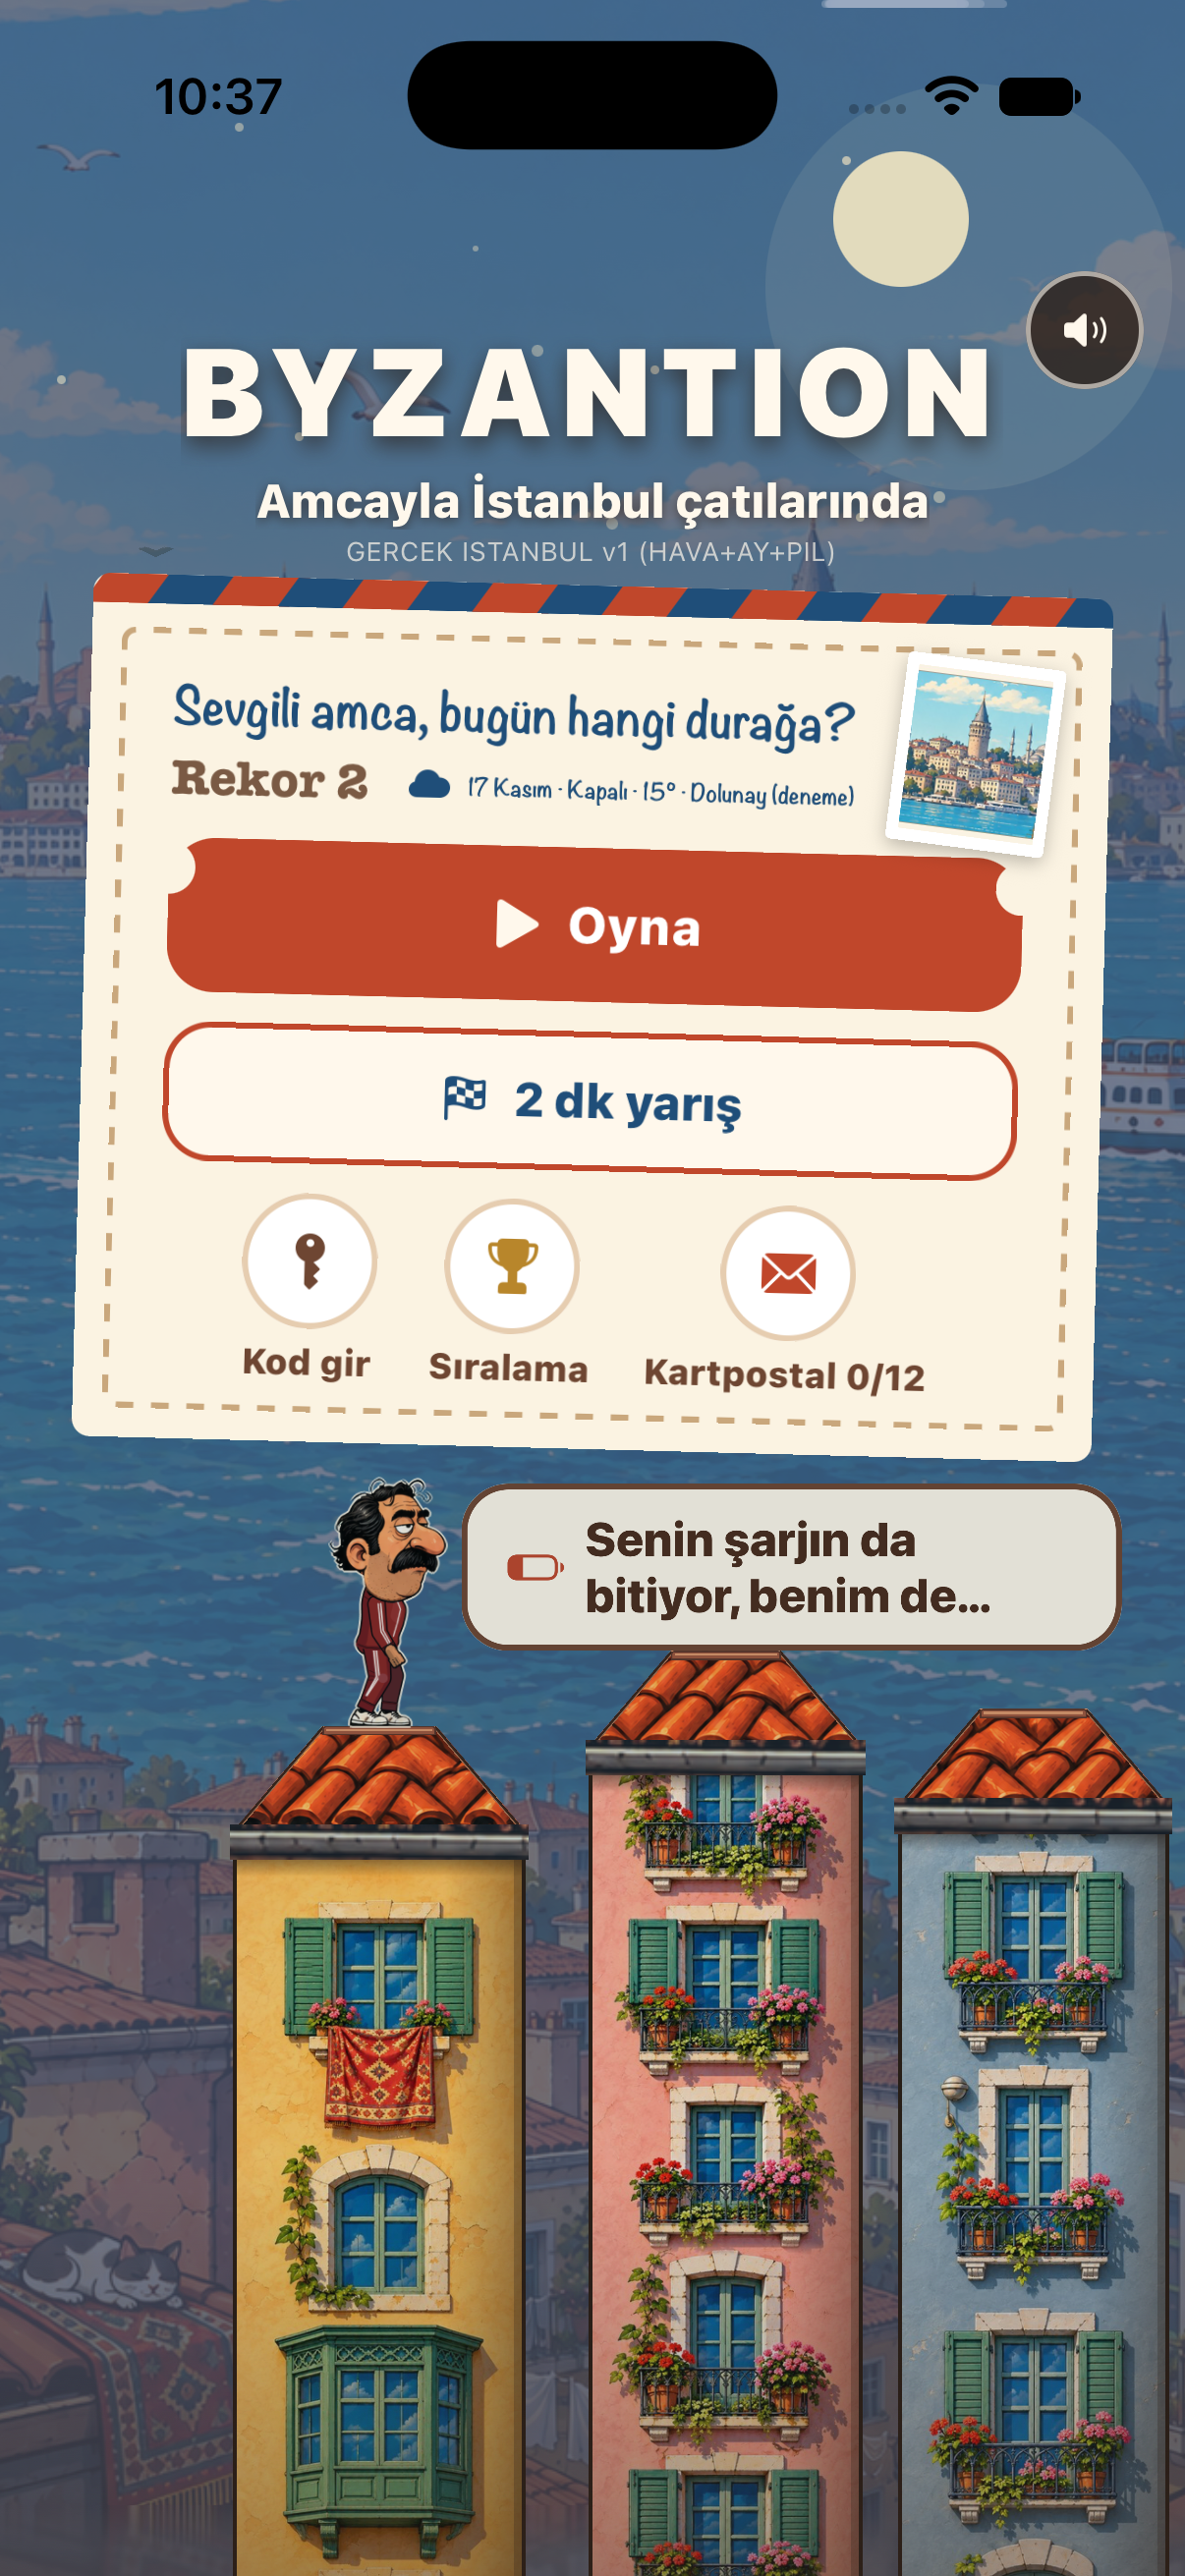 10:37
BYZANTION
Amcayla İstanbul çatılarında
GERCEK ISTANBUL v1 (HAVA+AY+PIL)
Sevgili amca, bugün hangi durağa?
Rekor 2
17 Kasım · Kapalı · 15° · Dolunay (deneme)
Oyna
2 dk yarış
Kod gir
Sıralama
Kartpostal 0/12
Senin şarjın da
bitiyor, benim de...